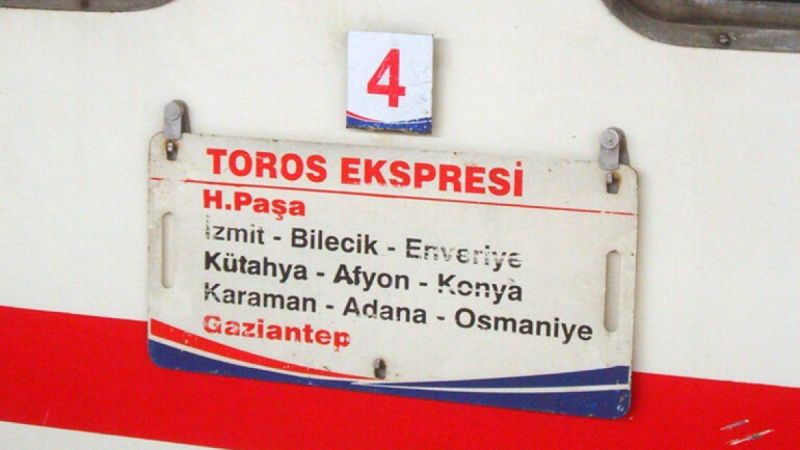 4
TOROS EKSPRESİ
H.Paşa
İzmit - Bilecik - Enveriye
Kütahya - Afyon - Konya
Karaman - Adana - Osmaniye
Gaziantep